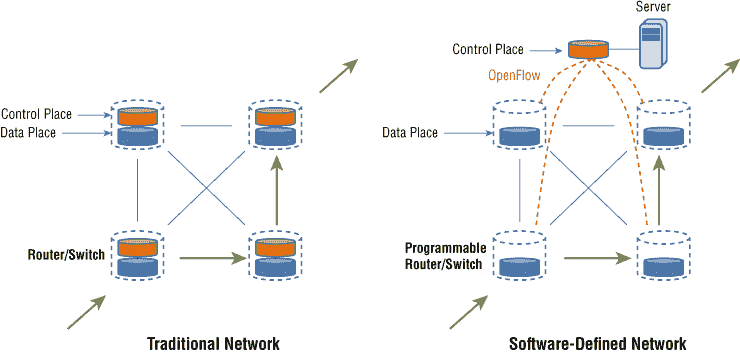 Control Place
Data Place
Router/Switch
Traditional Network
Server
Control Place
OpenFlow
Data Place
Programmable
Router/Switch
Software-Defined Network